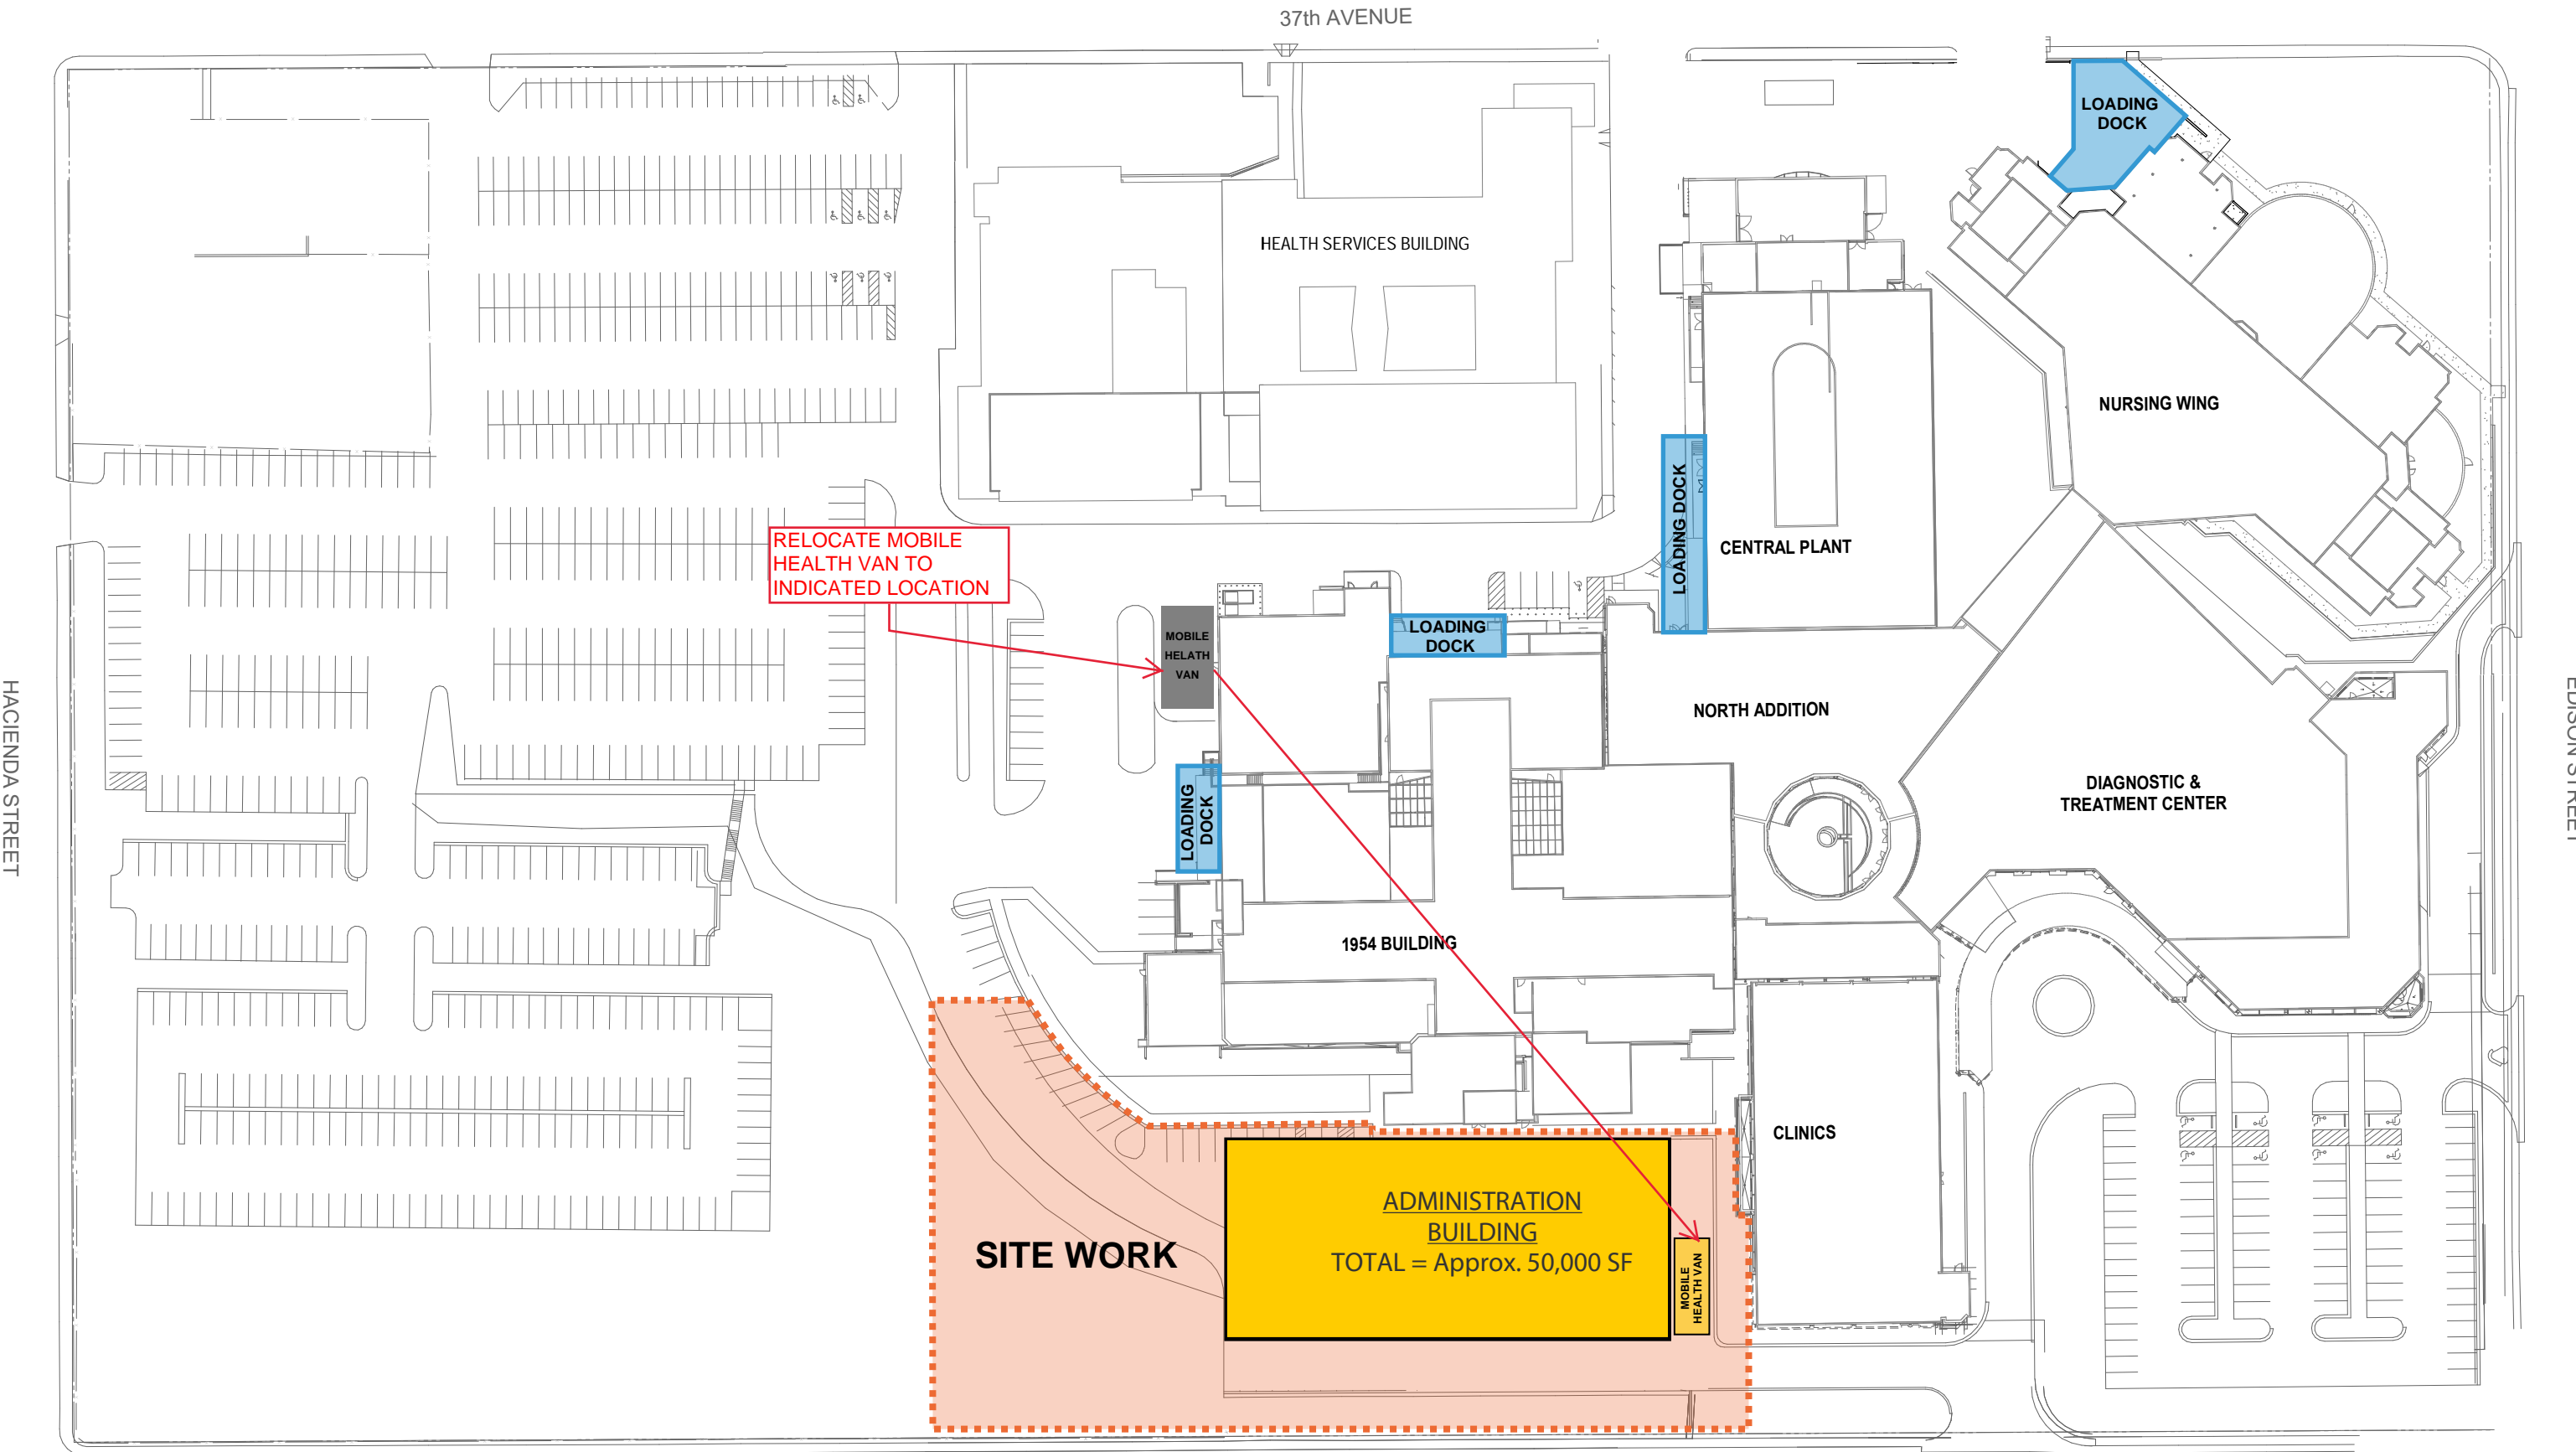 37th AVENUE
LOADING
DOCK
HEALTH SERVICES BUILDING
NURSING WING
LOADING DOCK
CENTRAL PLANT
RELOCATE MOBILE
HEALTH VAN TO
INDICATED LOCATION
MOBILE
HELATH
VAN
LOADING
DOCK
NORTH ADDITION
HACIENDA STREET
EDISON STREET
LOADING
DOCK
DIAGNOSTIC &
TREATMENT CENTER
1954 BUILDING
CLINICS
SITE WORK
ADMINISTRATION
BUILDING
TOTAL = Approx. 50,000 SF
MOBILE
HEALTH VAN